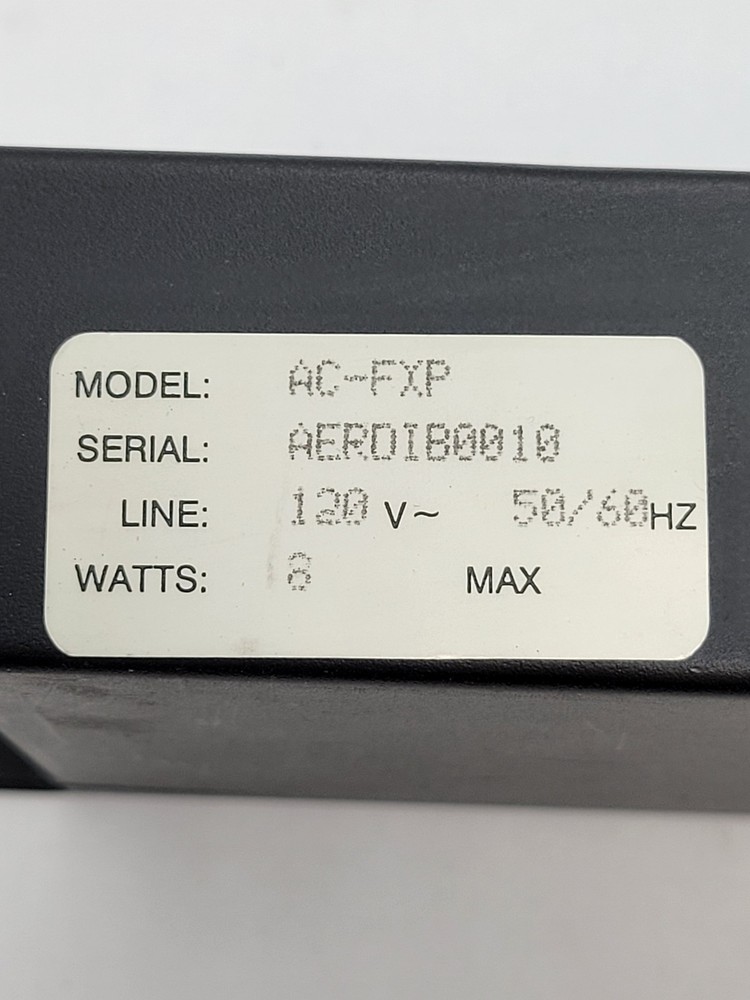 MODEL: AC-FXP
SERIAL: AERDIB0010
LINE: 120 V~ 50/60HZ
WATTS: 8 MAX